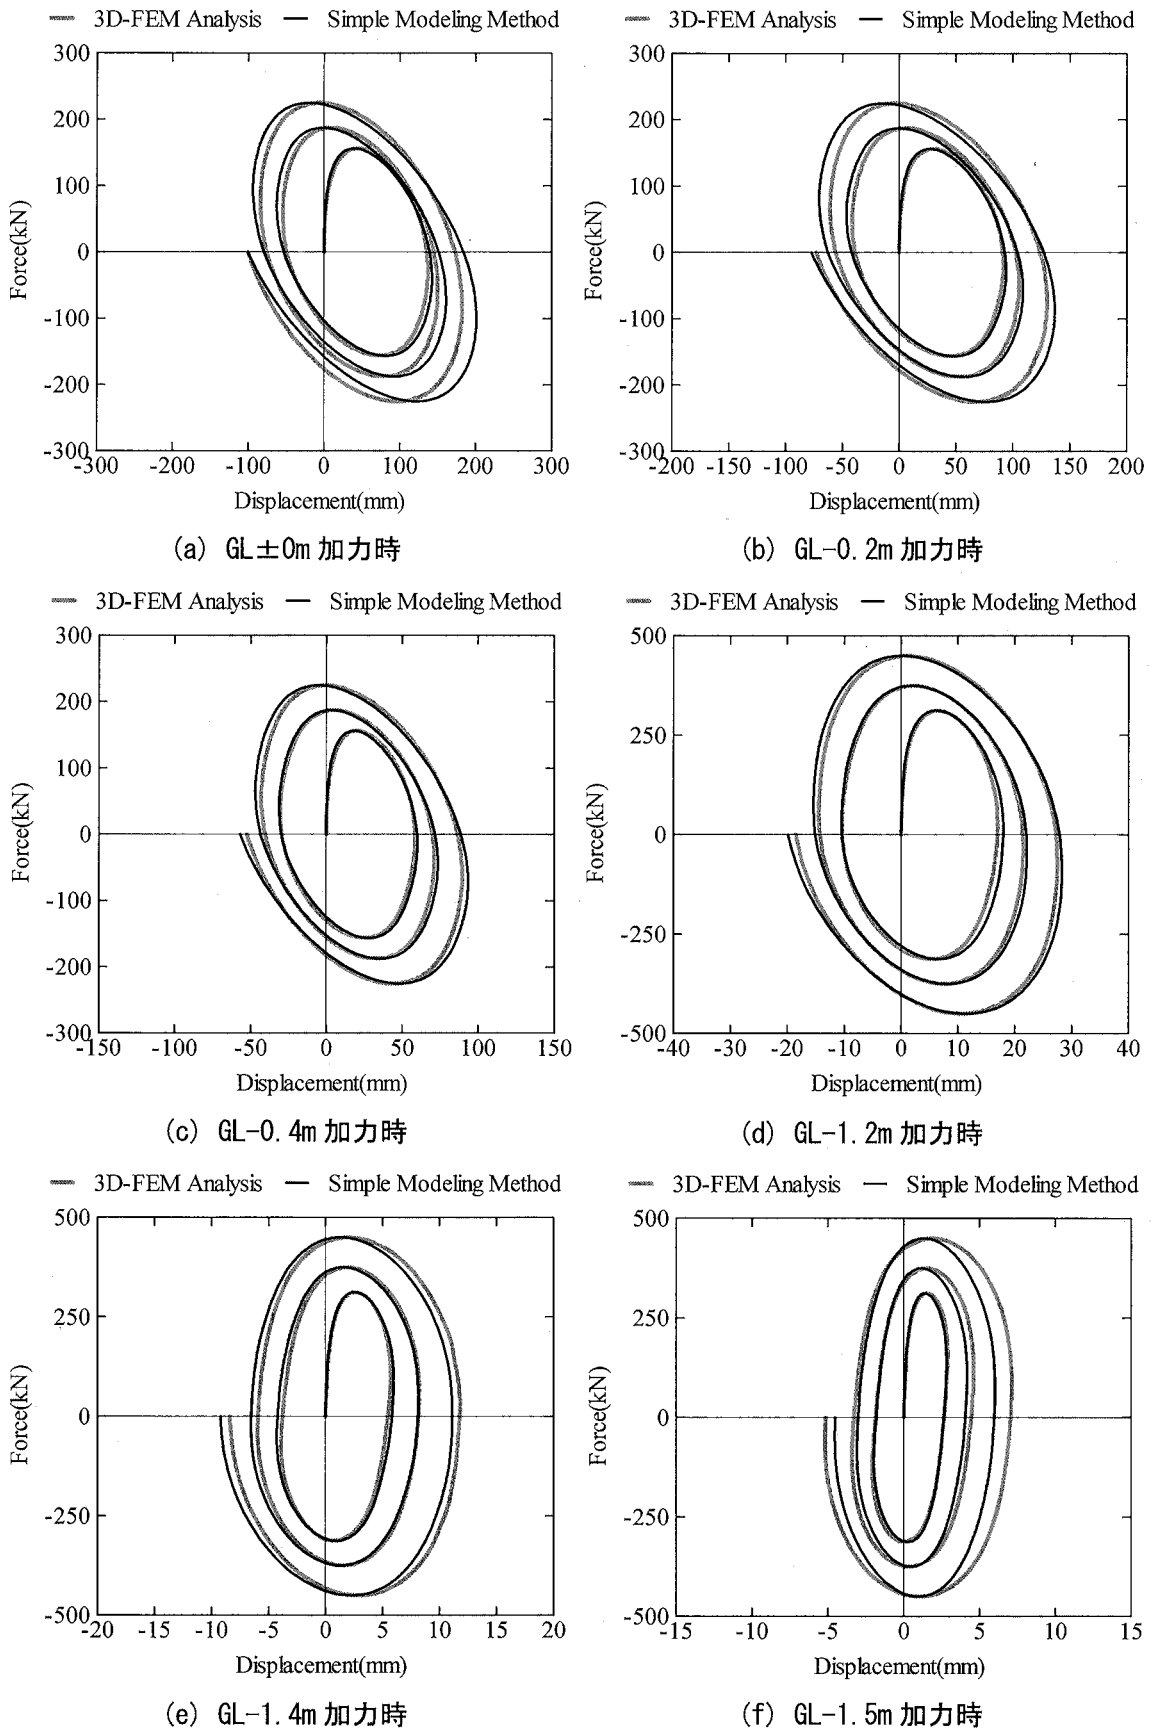 3D-FEM Analysis Simple Modeling Method
3D-FEM Analysis Simple Modeling Method
300
200
100
0
-100
-200
-300
Force(kN)
-300 -200 -100 0 100 200 300
Displacement(mm)
(a) GL±0m 加力時
300
200
100
0
-100
-200
-300
Force(kN)
-200 -150 -100 -50 0 50 100 150 200
Displacement(mm)
(b) GL-0.2m 加力時
3D-FEM Analysis Simple Modeling Method
3D-FEM Analysis Simple Modeling Method
300
200
100
0
-100
-200
-300
Force(kN)
-150 -100 -50 0 50 100 150
Displacement(mm)
(c) GL-0.4m 加力時
500
250
0
-250
-500
Force(kN)
-40 -30 -20 -10 0 10 20 30 40
Displacement(mm)
(d) GL-1.2m 加力時
3D-FEM Analysis Simple Modeling Method
3D-FEM Analysis Simple Modeling Method
500
250
0
-250
-500
Force(kN)
-20 -15 -10 -5 0 5 10 15 20
Displacement(mm)
(e) GL-1.4m 加力時
500
250
0
-250
-500
Force(kN)
-15 -10 -5 0 5 10 15
Displacement(mm)
(f) GL-1.5m 加力時